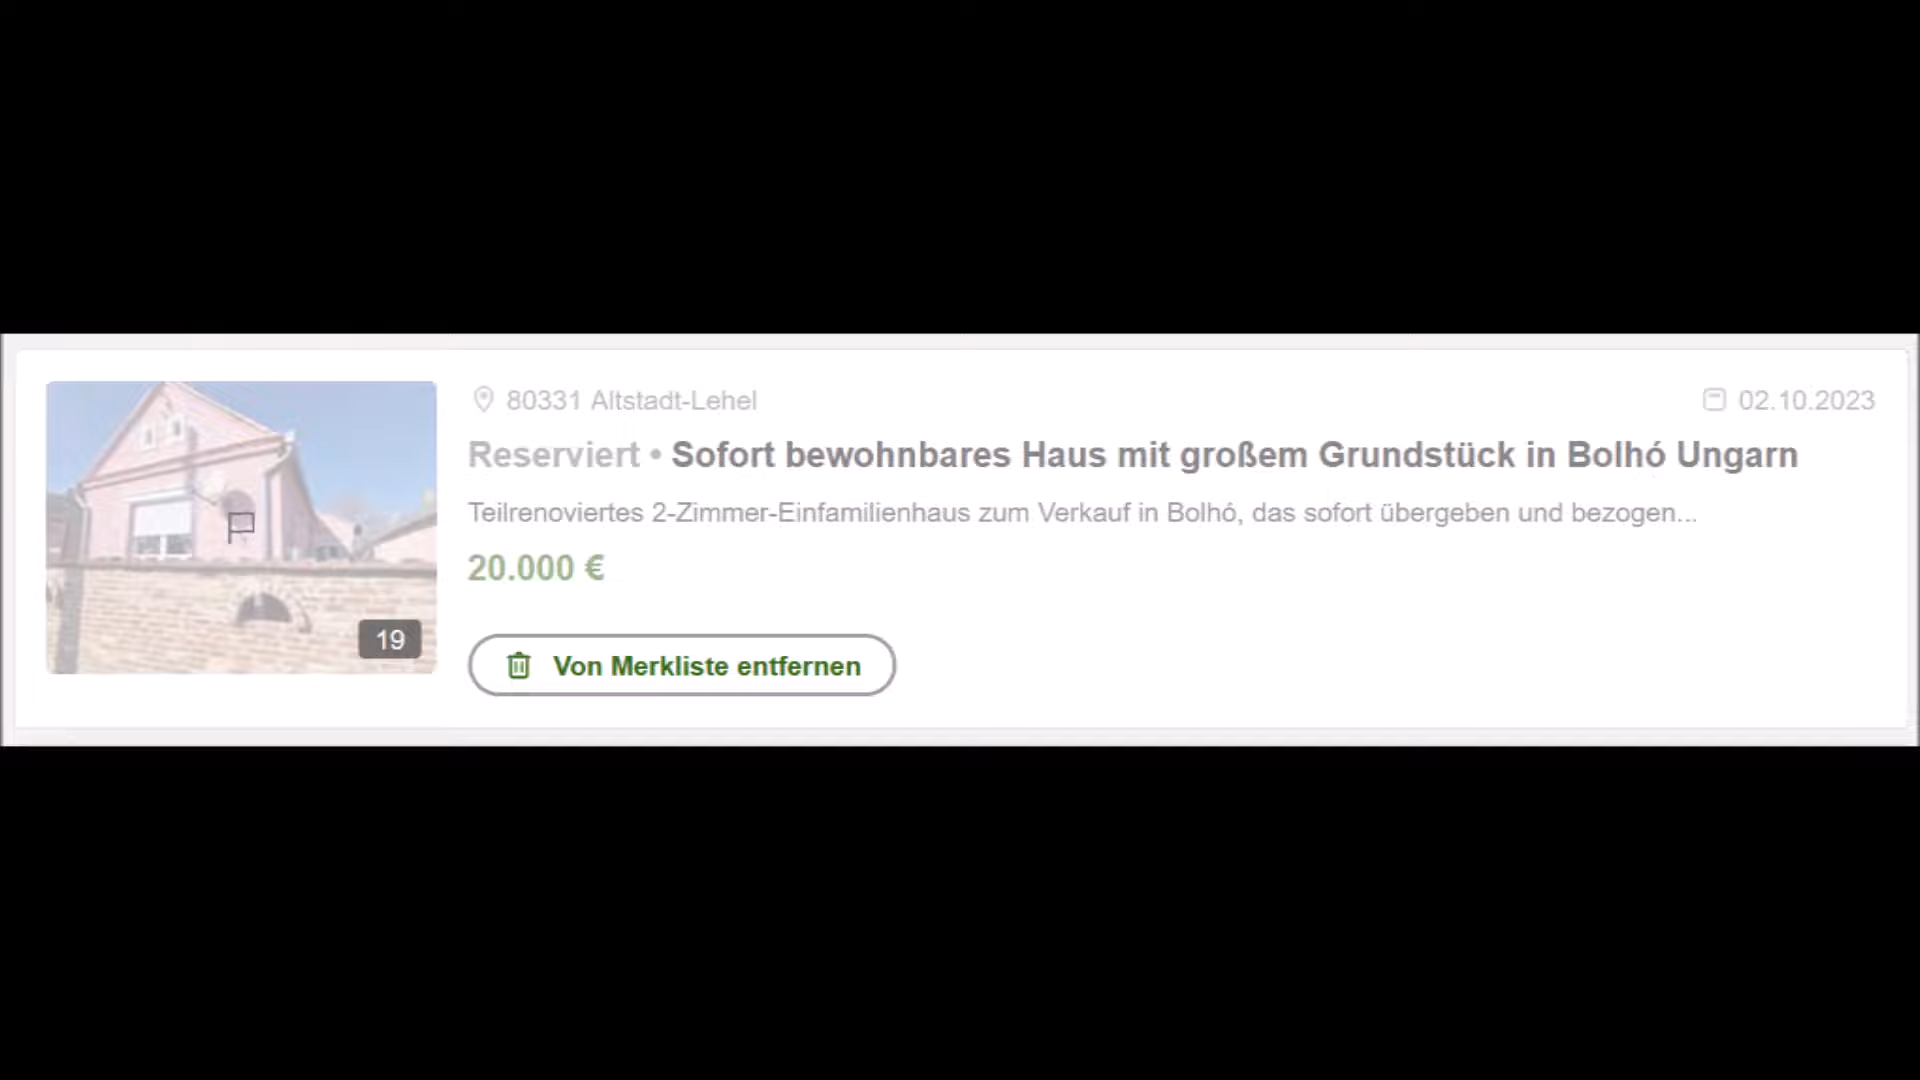 80331 Altstadt-Lehel
02.10.2023
Reserviert • Sofort bewohnbares Haus mit großem Grundstück in Bolhó Ungarn
Teilrenoviertes 2-Zimmer-Einfamilienhaus zum Verkauf in Bolhó, das sofort übergeben und bezogen...
20.000 €
19
Von Merkliste entfernen